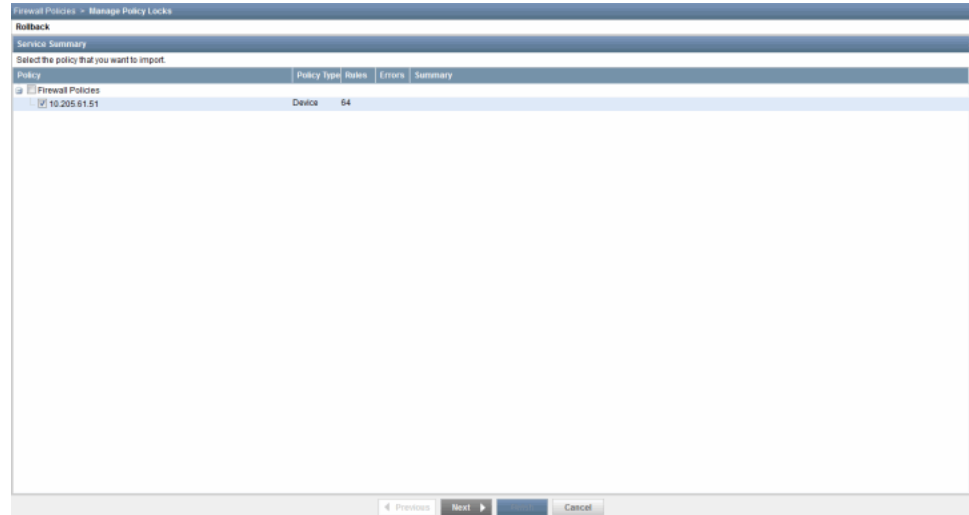 Firewall Policies > Manage Policy Locks
Rollback
Service Summary
Select the policy that you want to import.
Policy Policy Type Rules Errors Summary
Firewall Policies
10.205.61.51 Device 64
Previous Next Cancel